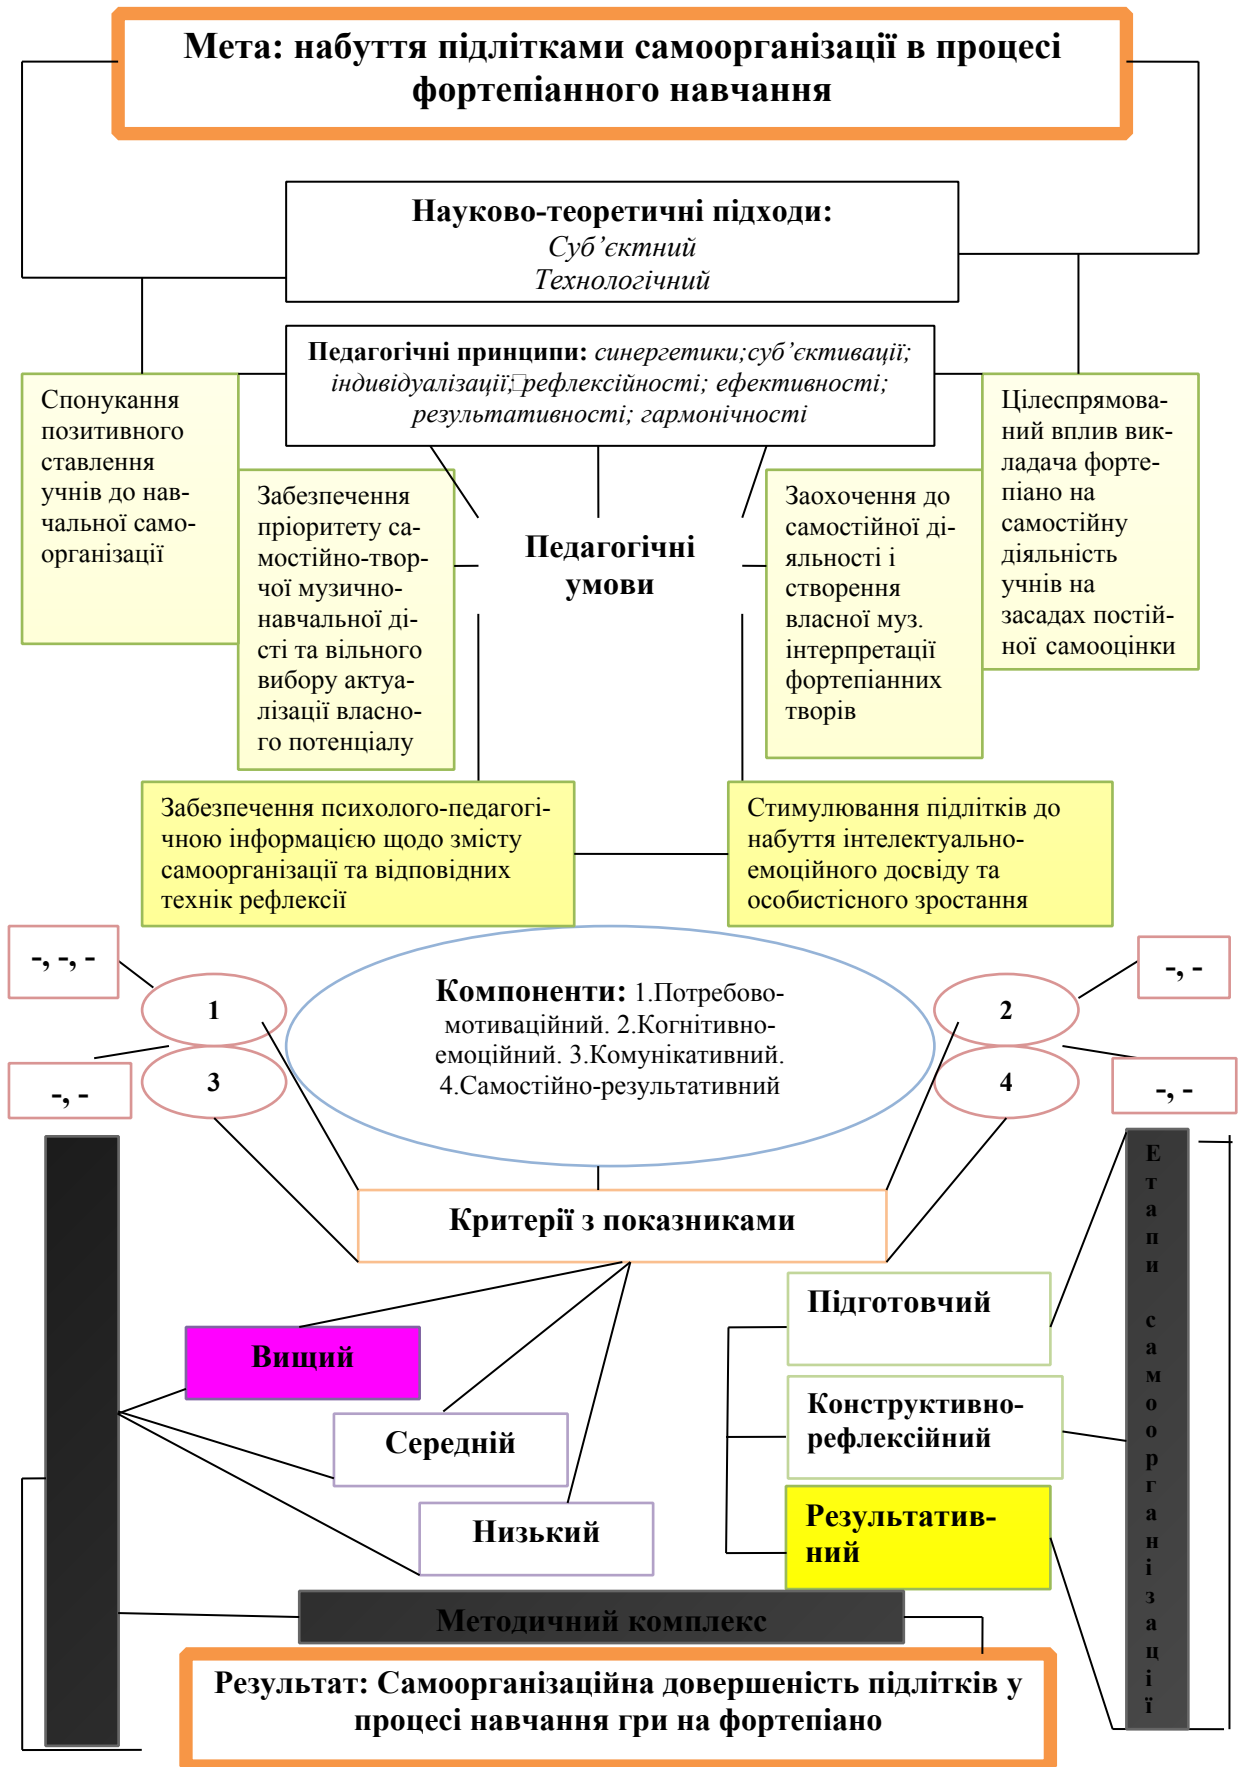 Мета: набуття підлітками самоорганізації в процесі
фортепіанного навчання
Науково-теоретичні підходи:
Суб’єктний
Технологічний
Педагогічні принципи: синергетики;суб’єктивації;
індивідуалізації;□рефлексійності; ефективності;
результативності; гармонічності
Спонукання
позитивного
ставлення
учнів до нав-
чальної само-
організації
Забезпечення
пріоритету са-
мостійно-твор-
чої музично-
навчальної ді-
сті та вільного
вибору актуа-
лізації власно-
го потенціалу
Педагогічні
умови
Заохочення до
самостійної ді-
яльності і
створення
власної муз.
інтерпретації
фортепіанних
творів
Цілеспрямова-
ний вплив вик-
ладача форте-
піано на
самостійну
діяльність
учнів на
засадах постій-
ної самооцінки
Забезпечення психолого-педагогі-
чною інформацією щодо змісту
самоорганізації та відповідних
технік рефлексії
Стимулювання підлітків до
набуття інтелектуально-
емоційного досвіду та
особистісного зростання
-, -, -
1
-, -
3
Компоненти: 1.Потребово-
мотиваційний. 2.Когнітивно-
емоційний. 3.Комунікативний.
4.Самостійно-результативний
2
-, -
4
-, -
Критерії з показниками
Вищий
Середній
Низький
Підготовчий
Конструктивно-
рефлексійний
Результатив-
ний
Етапи самоорганізації
Методичний комплекс
Результат: Самоорганізаційна довершеність підлітків у
процесі навчання гри на фортепіано